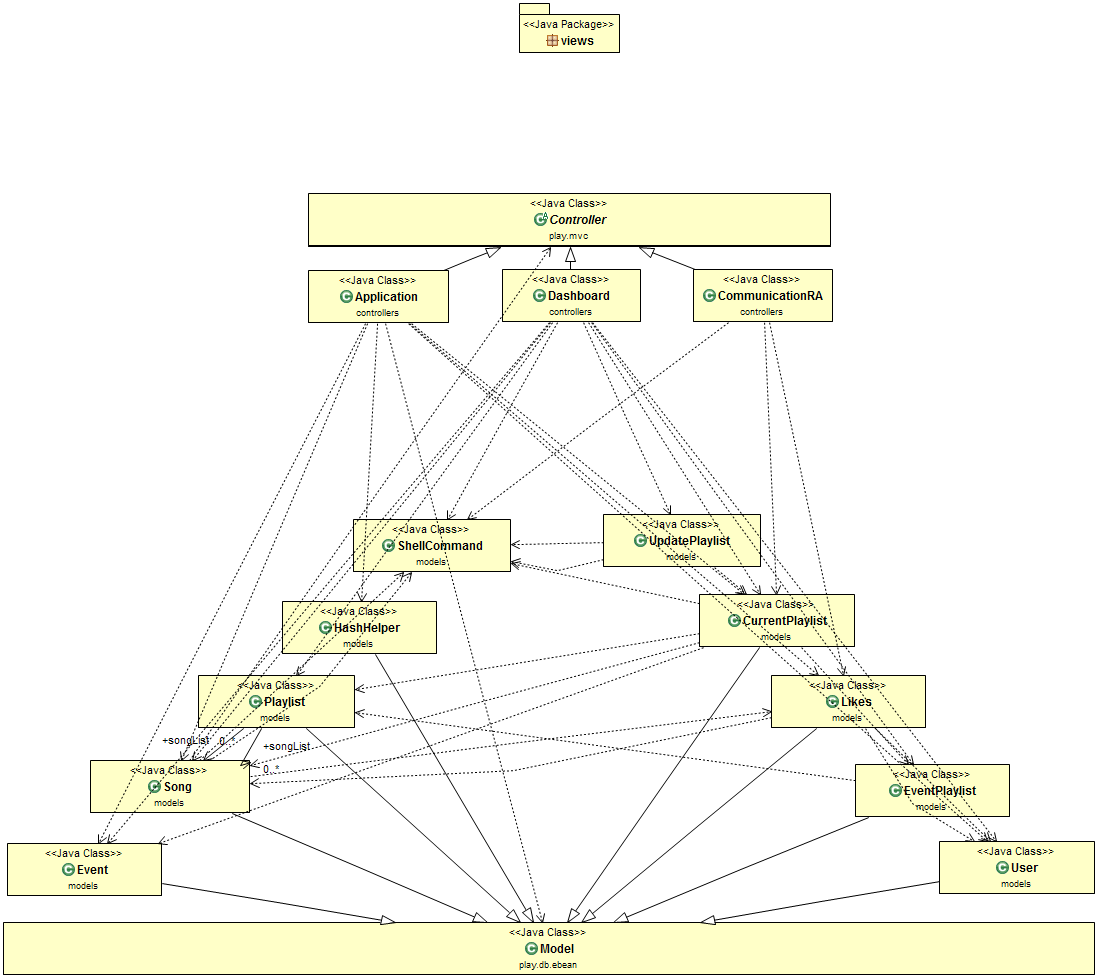 <<Java Package>>
views
<<Java Class>>
Controller
play.mvc
<<Java Class>>
Application
controllers
<<Java Class>>
Dashboard
controllers
<<Java Class>>
CommunicationRA
controllers
<<Java Class>>
ShellCommand
models
<<Java Class>>
UpdatePlaylist
models
<<Java Class>>
HashHelper
models
<<Java Class>>
CurrentPlaylist
models
<<Java Class>>
Playlist
models
<<Java Class>>
Likes
models
+songList 0..*
+songList
0..*
<<Java Class>>
Song
models
<<Java Class>>
EventPlaylist
models
<<Java Class>>
Event
models
<<Java Class>>
User
models
<<Java Class>>
Model
play.db.ebean